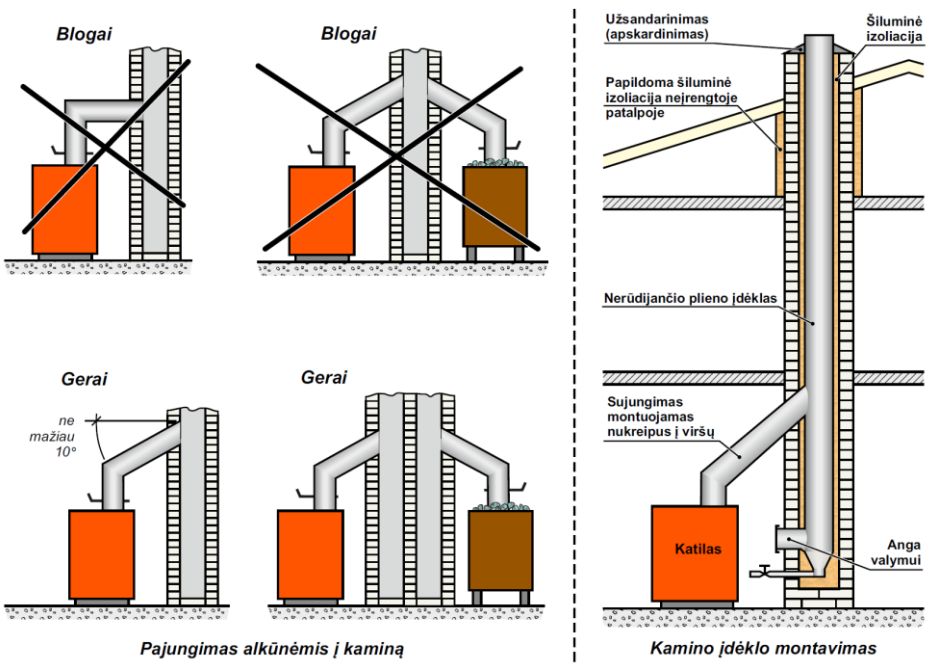 Blogai
Blogai
Gerai
ne
mažiau
10°
Gerai
Pajungimas alkūnėmis į kaminą
Užsandarinimas
(apskardinimas)
Šiluminė
izoliacija
Papildoma šiluminė
izoliacija neįrengtoje
patalpoje
Nerūdijančio plieno įdėklas
Sujungimas
montuojamas
nukreipus į viršų
Katilas
Anga
valymui
Kamino įdėklo montavimas